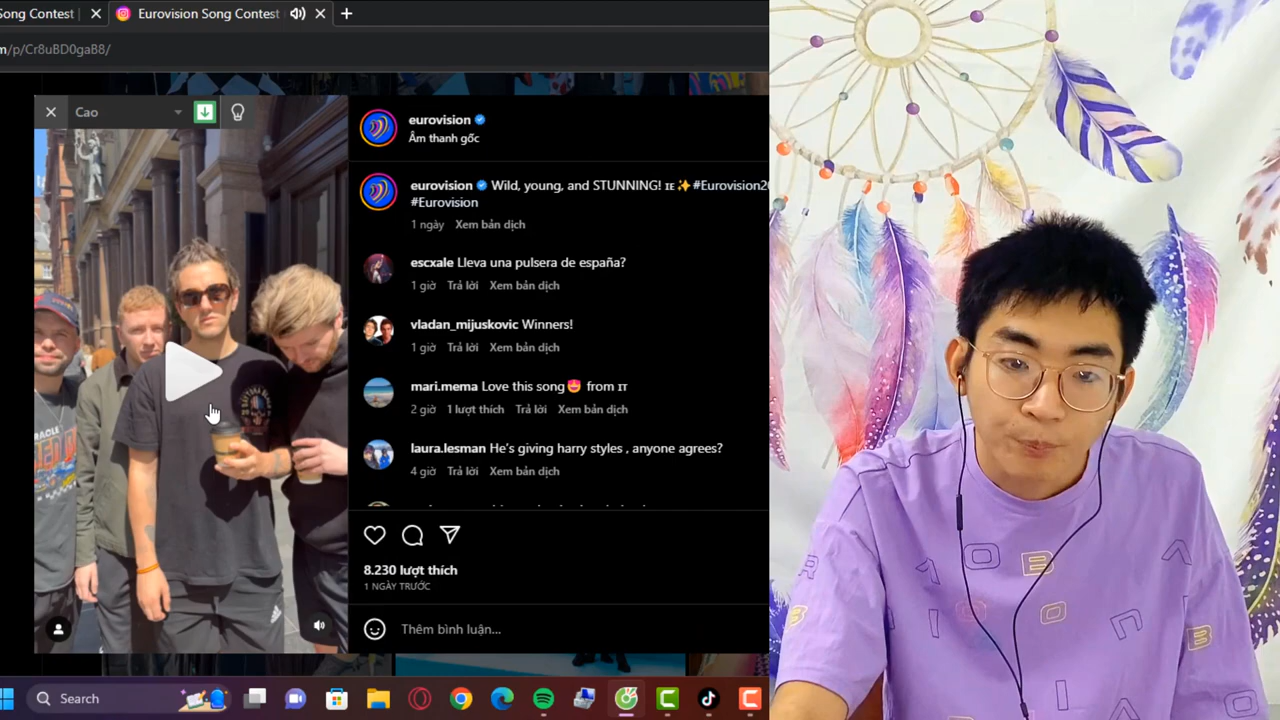 Song Contest
Eurovision Song Contest
m/p/Cr8uBD0gaB8/
Cao
eurovision
Âm thanh gốc
eurovision Wild, young, and STUNNING! ɪᴇ✨#Eurovision20
#Eurovision
1 ngày Xem bản dịch
escxale Lleva una pulsera de españa?
1 giờ Trả lời Xem bản dịch
vladan_mijuskovic Winners!
1 giờ Trả lời Xem bản dịch
mari.mema Love this song😍 from ɪᴛ
2 giờ 1 lượt thích Trả lời Xem bản dịch
laura.lesman He's giving harry styles , anyone agrees?
4 giờ Trả lời Xem bản dịch
8.230 lượt thích
1 NGÀY TRƯỚC
Thêm bình luận...
Search